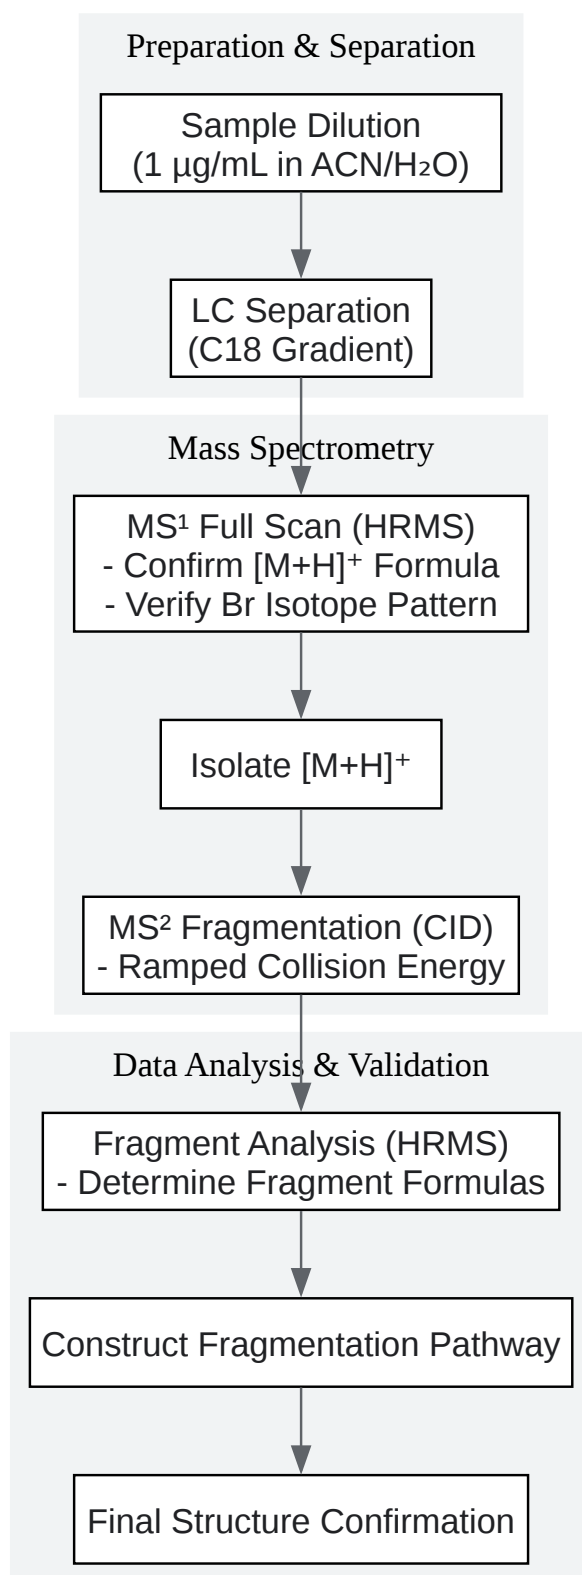 Preparation & Separation
Sample Dilution
(1 µg/mL in ACN/H₂O)
LC Separation
(C18 Gradient)
Mass Spectrometry
MS¹ Full Scan (HRMS)
- Confirm [M+H]⁺ Formula
- Verify Br Isotope Pattern
Isolate [M+H]⁺
MS² Fragmentation (CID)
- Ramped Collision Energy
Data Analysis & Validation
Fragment Analysis (HRMS)
- Determine Fragment Formulas
Construct Fragmentation Pathway
Final Structure Confirmation